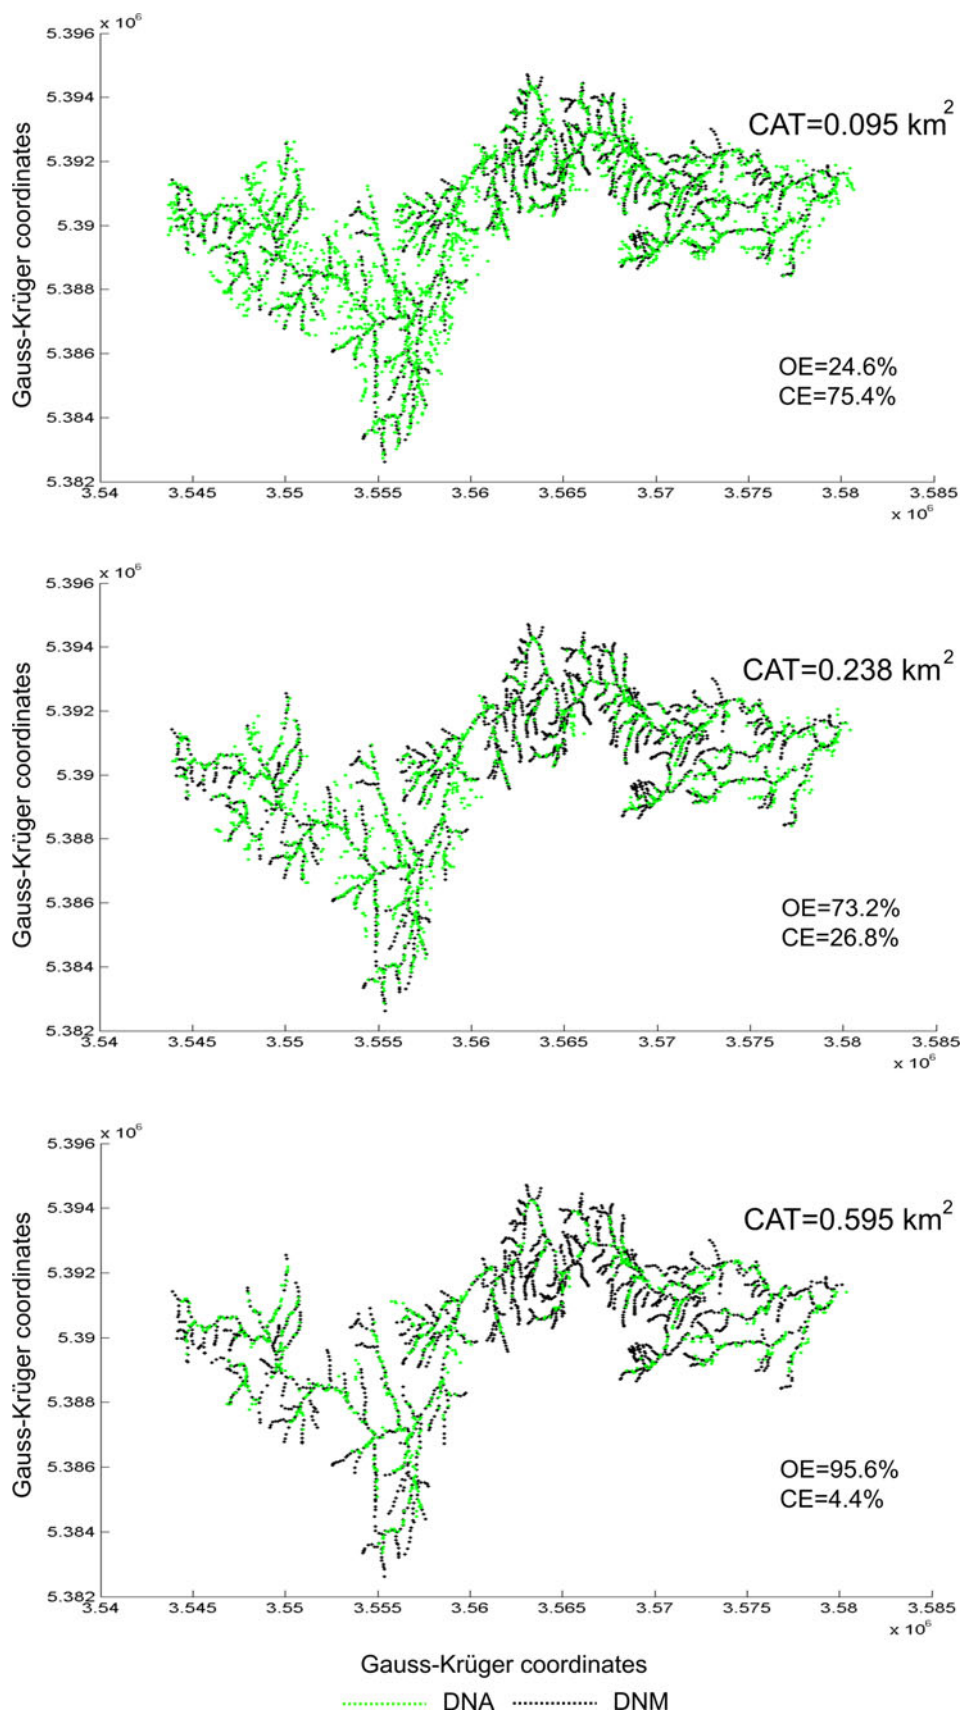 x 10⁶
5.396
5.394
CAT=0.095 km²
5.392
5.39
5.388
5.386
OE=24.6%
CE=75.4%
5.384
5.382
Gauss-Krüger coordinates
3.54 3.545 3.55 3.555 3.56 3.565 3.57 3.575 3.58 3.585
x 10⁶
x 10⁶
5.396
5.394
CAT=0.238 km²
5.392
5.39
5.388
5.386
OE=73.2%
CE=26.8%
5.384
5.382
Gauss-Krüger coordinates
3.54 3.545 3.55 3.555 3.56 3.565 3.57 3.575 3.58 3.585
x 10⁶
x 10⁶
5.396
5.394
CAT=0.595 km²
5.392
5.39
5.388
5.386
OE=95.6%
CE=4.4%
5.384
5.382
Gauss-Krüger coordinates
3.54 3.545 3.55 3.555 3.56 3.565 3.57 3.575 3.58 3.585
x 10⁶
Gauss-Krüger coordinates
DNA DNM